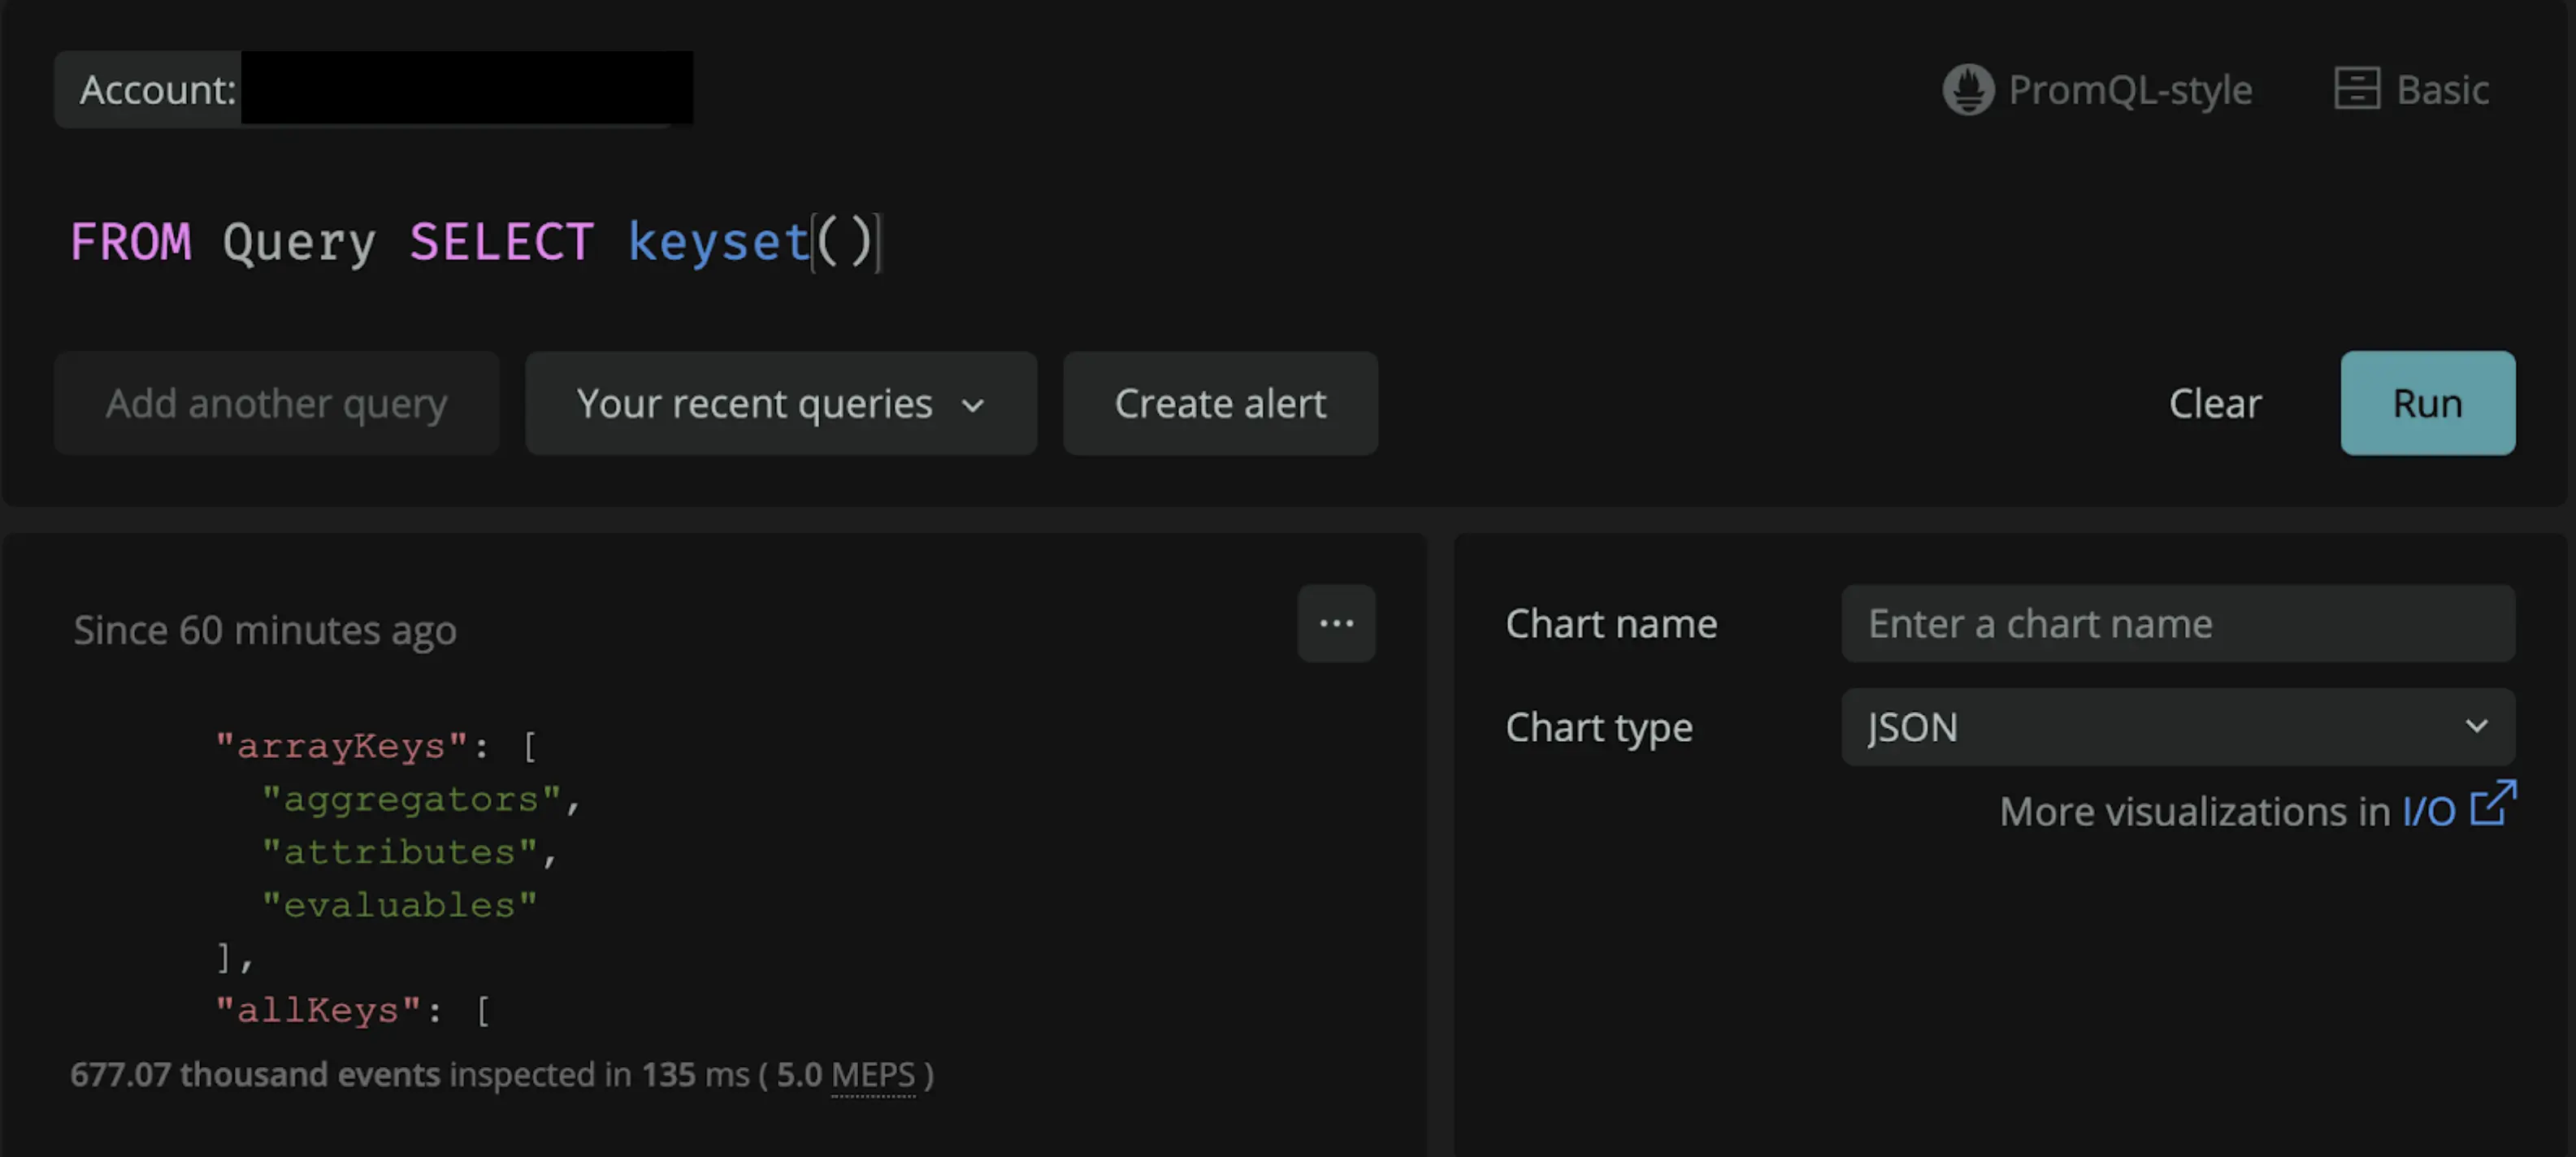 Account:
PromQL-style
Basic
FROM Query SELECT keyset()
Add another query
Your recent queries
Create alert
Clear
Run
Since 60 minutes ago
...
"arrayKeys": [
"aggregators",
"attributes",
"evaluables"
],
"allKeys": [
677.07 thousand events inspected in 135 ms ( 5.0 MEPS )
Chart name
Enter a chart name
Chart type
JSON
More visualizations in I/O